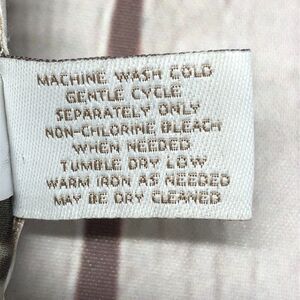 MACHINE WASH COLD
GENTLE CYCLE
SEPARATELY ONLY
NON-CHLORINE BLEACH
WHEN NEEDED
TUMBLE DRY LOW
WARM IRON AS NEEDED
MAY BE DRY CLEANED